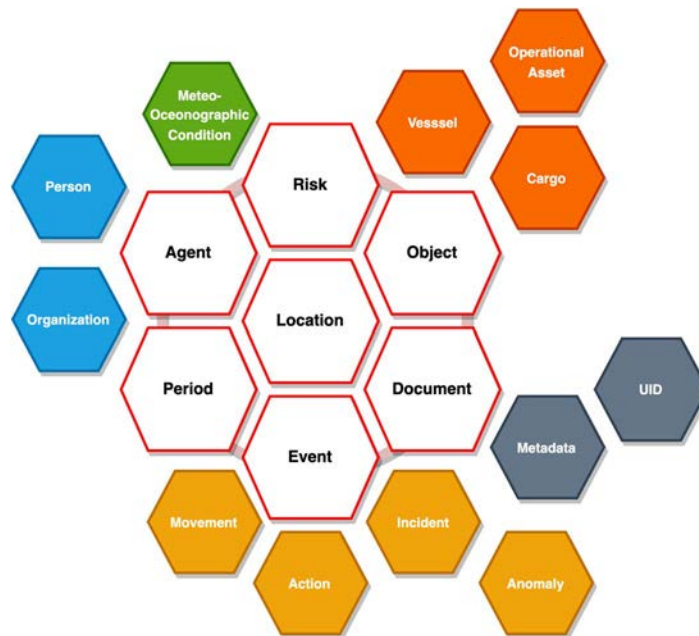 Operational
Asset
Meteo-
Oceonographic
Condition
Vesssel
Risk
Cargo
Person
Agent
Object
Organization
Location
Period
Document
UID
Metadata
Event
Movement
Incident
Action
Anomaly